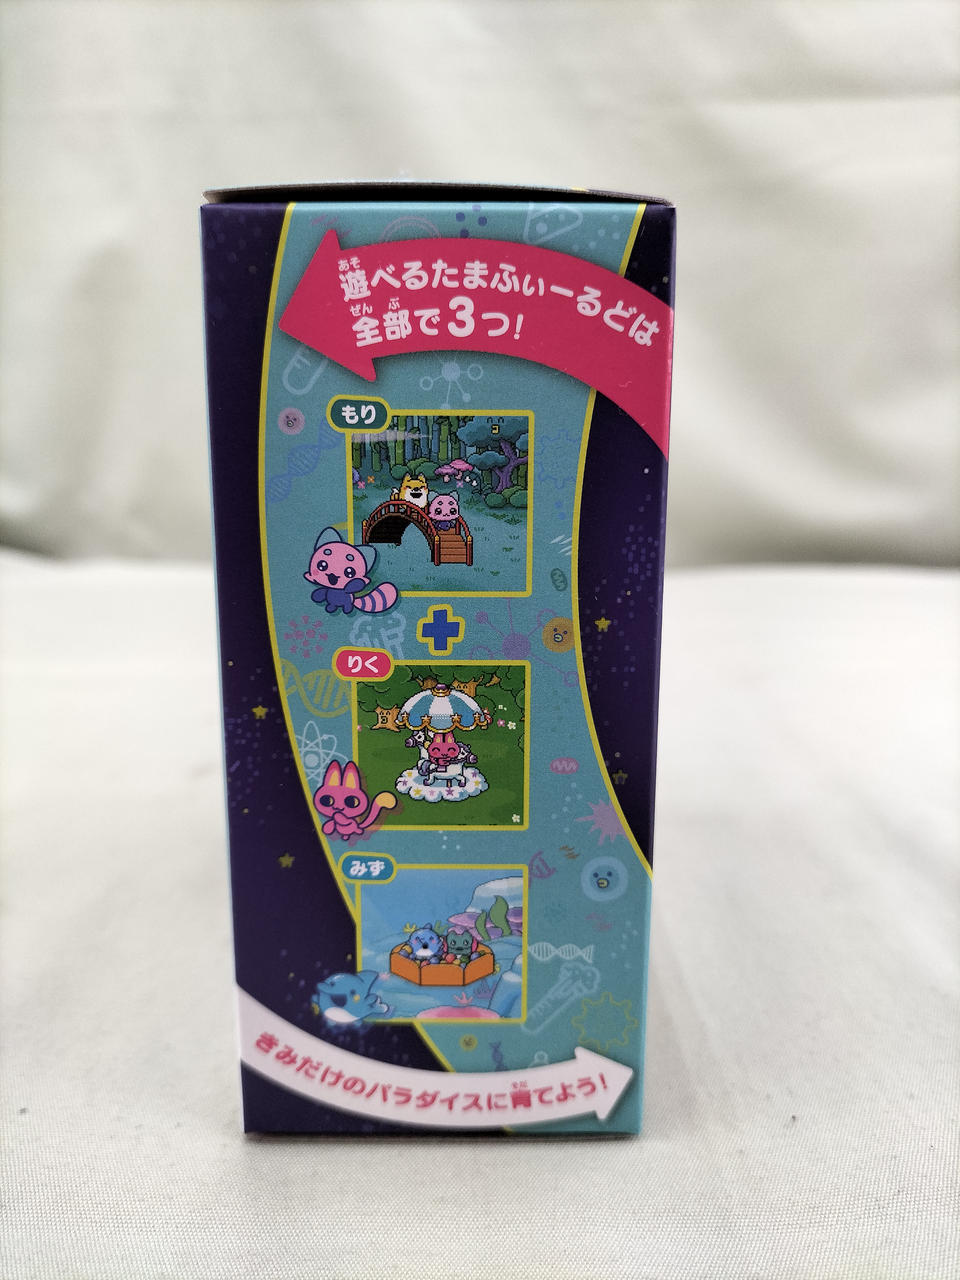 遊べるたまふぃーるどは
全部で3つ!
もり
りく
みず
きみだけのパラダイスに育てよう!